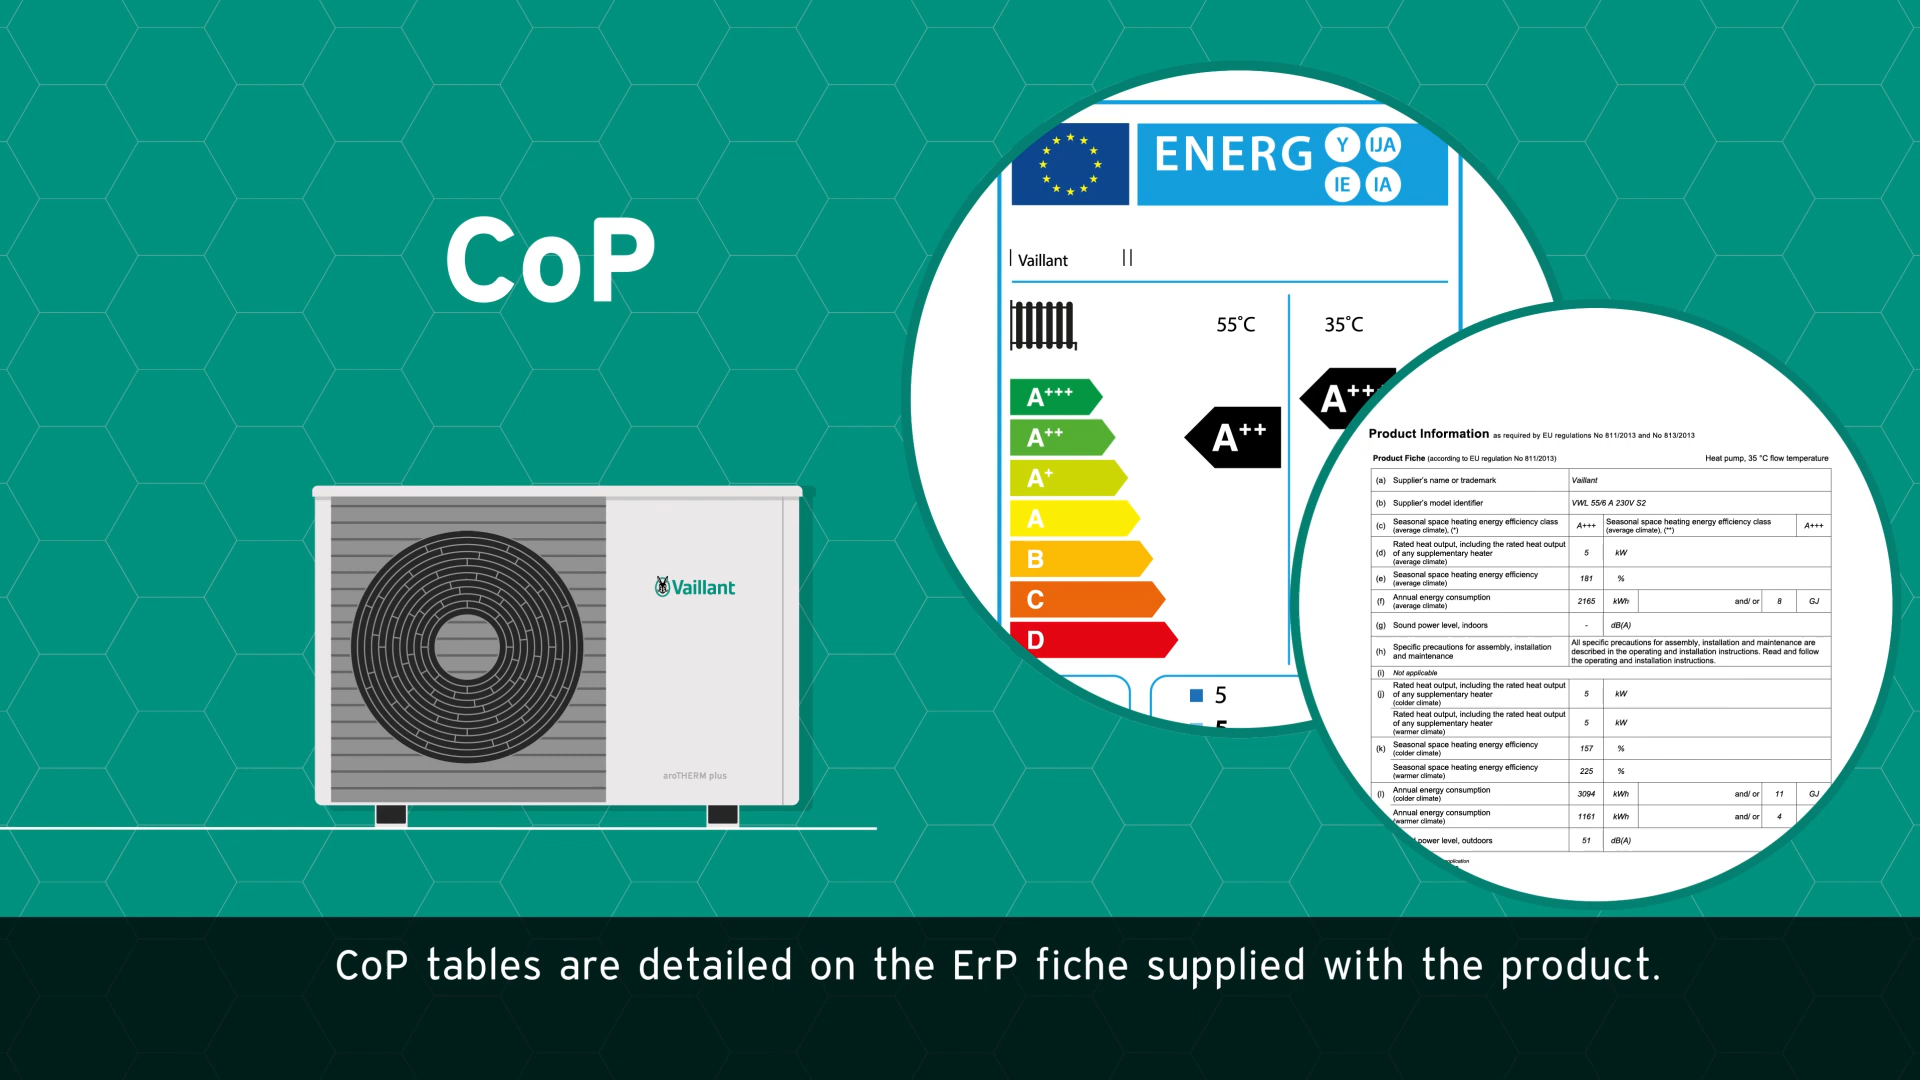 CoP
Vaillant
aroTHERM plus
ENERG
Y IJA
IE IA
Vaillant
55°C 35°C
A+++
A++
A+
A
B
C
D
A++
5
Product Information as required by EU regulations No 811/2013 and No 813/2013
Product Fiche (according to EU regulation No 811/2013) Heat pump, 35 °C flow temperature
(a) Supplier's name or trademark Vaillant
(b) Supplier's model identifier VWL 55/6 A 230V S2
(c) Seasonal space heating energy efficiency class (average climate), (*) A+++ Seasonal space heating energy efficiency class (average climate), (**) A+++
(d) Rated heat output, including the rated heat output
of any supplementary heater 5 kW
(average climate)
(e) Seasonal space heating energy efficiency (average climate) 181 %
(f) Annual energy consumption (average climate) 2165 kWh and/ or 8 GJ
(g) Sound power level, indoors - dB(A)
(h) Specific precautions for assembly, installation
and maintenance
All specific precautions for assembly, installation and maintenance are
described in the operating and installation instructions. Read and follow
the operating and installation instructions.
(i) Not applicable
(j) Rated heat output, including the rated heat output
of any supplementary heater 5 kW
(colder climate)
Rated heat output, including the rated heat output
of any supplementary heater 5 kW
(warmer climate)
(k) Seasonal space heating energy efficiency (colder climate) 157 %
Seasonal space heating energy efficiency (warmer climate) 225 %
(l) Annual energy consumption (colder climate) 3094 kWh and/ or 11 GJ
Annual energy consumption (warmer climate) 1161 kWh and/ or 4
power level, outdoors 51 dB(A)
CoP tables are detailed on the ErP fiche supplied with the product.